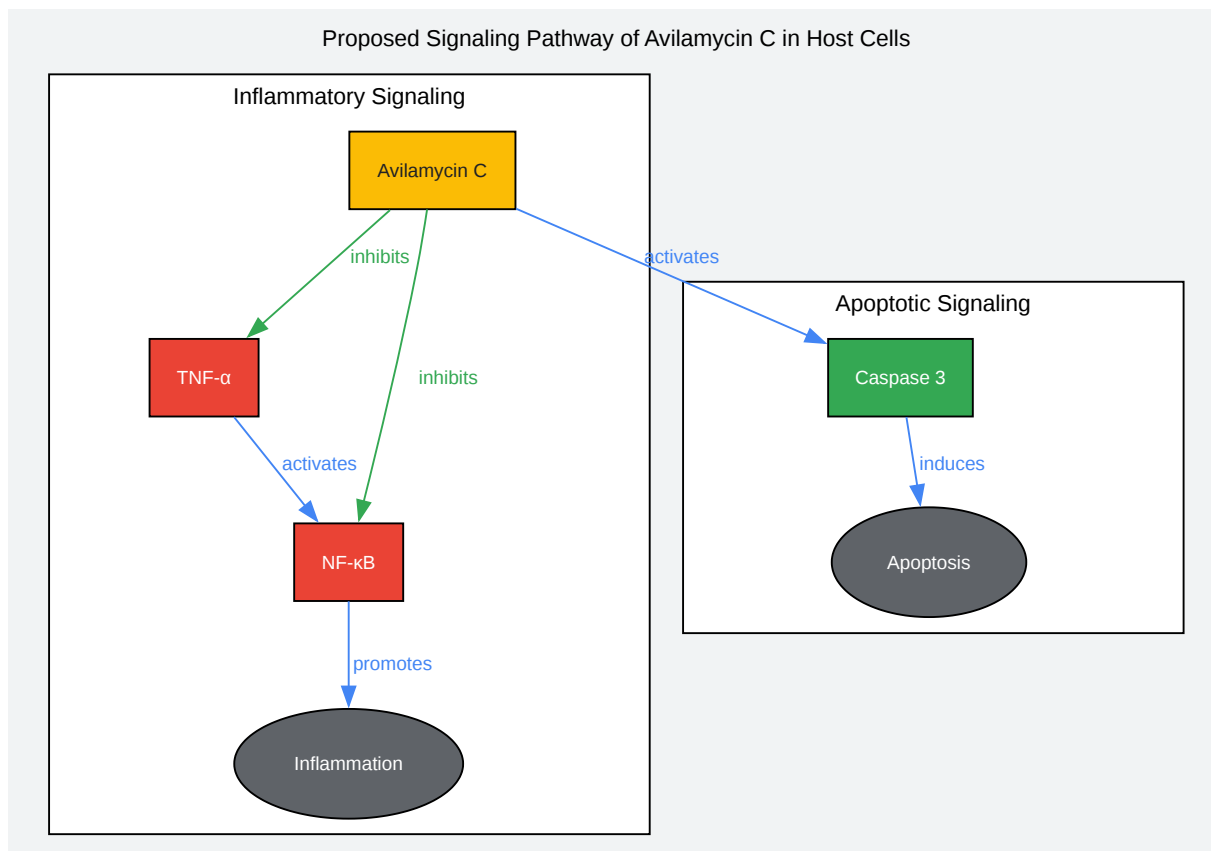 Proposed Signaling Pathway of Avilamycin C in Host Cells
Inflammatory Signaling
Avilamycin C
inhibits
activates
Apoptotic Signaling
TNF-α
inhibits
Caspase 3
activates
induces
NF-κB
Apoptosis
promotes
Inflammation